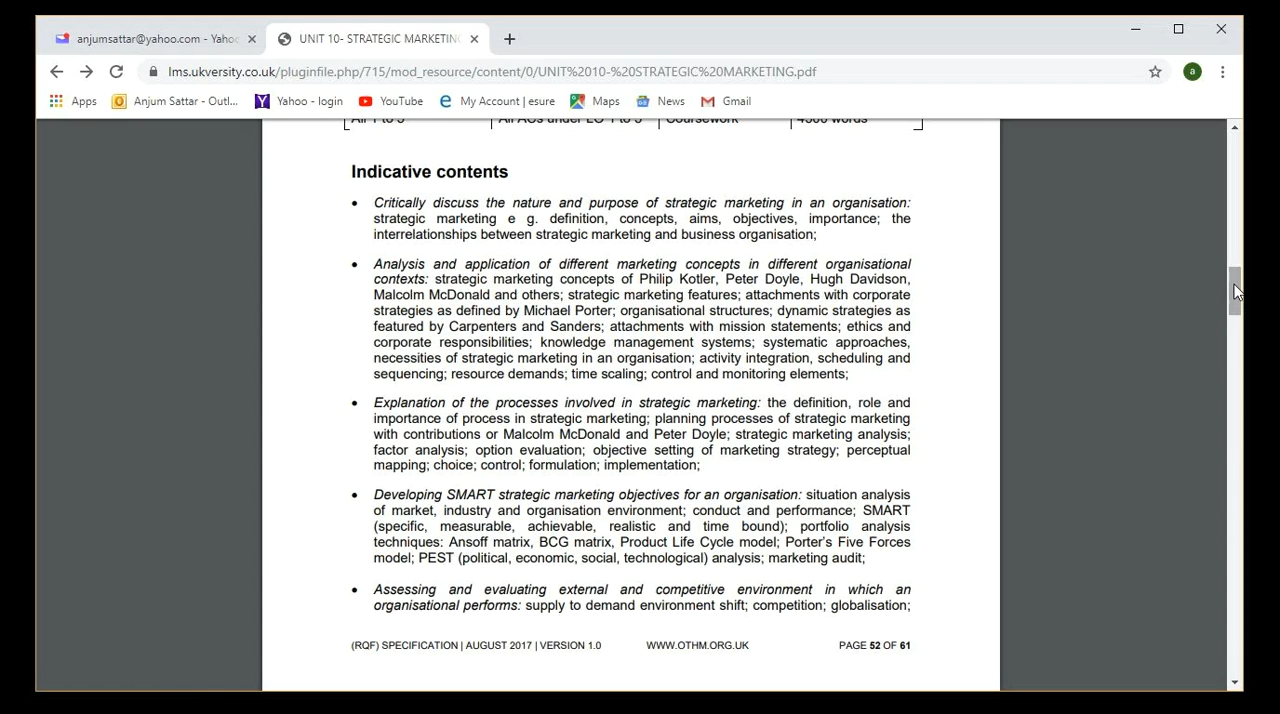 anjumsattar@yahoo.com - Yahoo
UNIT 10- STRATEGIC MARKETING
lms.ukversity.co.uk/pluginfile.php/715/mod_resource/content/0/UNIT%2010-%20STRATEGIC%20MARKETING.pdf
a
Apps
Anjum Sattar - Outl...
Yahoo - login
YouTube
My Account | esure
Maps
News
Gmail
All 1 to 5 All ACs under LO 1 to 5 Coursework 4500 words
Indicative contents
• Critically discuss the nature and purpose of strategic marketing in an organisation:
strategic marketing e g. definition, concepts, aims, objectives, importance; the
interrelationships between strategic marketing and business organisation;
• Analysis and application of different marketing concepts in different organisational
contexts: strategic marketing concepts of Philip Kotler, Peter Doyle, Hugh Davidson,
Malcolm McDonald and others; strategic marketing features; attachments with corporate
strategies as defined by Michael Porter; organisational structures; dynamic strategies as
featured by Carpenters and Sanders; attachments with mission statements; ethics and
corporate responsibilities; knowledge management systems; systematic approaches,
necessities of strategic marketing in an organisation; activity integration, scheduling and
sequencing; resource demands; time scaling; control and monitoring elements;
• Explanation of the processes involved in strategic marketing: the definition, role and
importance of process in strategic marketing; planning processes of strategic marketing
with contributions or Malcolm McDonald and Peter Doyle; strategic marketing analysis;
factor analysis; option evaluation; objective setting of marketing strategy; perceptual
mapping; choice; control; formulation; implementation;
• Developing SMART strategic marketing objectives for an organisation: situation analysis
of market, industry and organisation environment; conduct and performance; SMART
(specific, measurable, achievable, realistic and time bound); portfolio analysis
techniques: Ansoff matrix, BCG matrix, Product Life Cycle model; Porter's Five Forces
model; PEST (political, economic, social, technological) analysis; marketing audit;
• Assessing and evaluating external and competitive environment in which an
organisational performs: supply to demand environment shift; competition; globalisation;
(RQF) SPECIFICATION | AUGUST 2017 | VERSION 1.0 WWW.OTHM.ORG.UK PAGE 52 OF 61